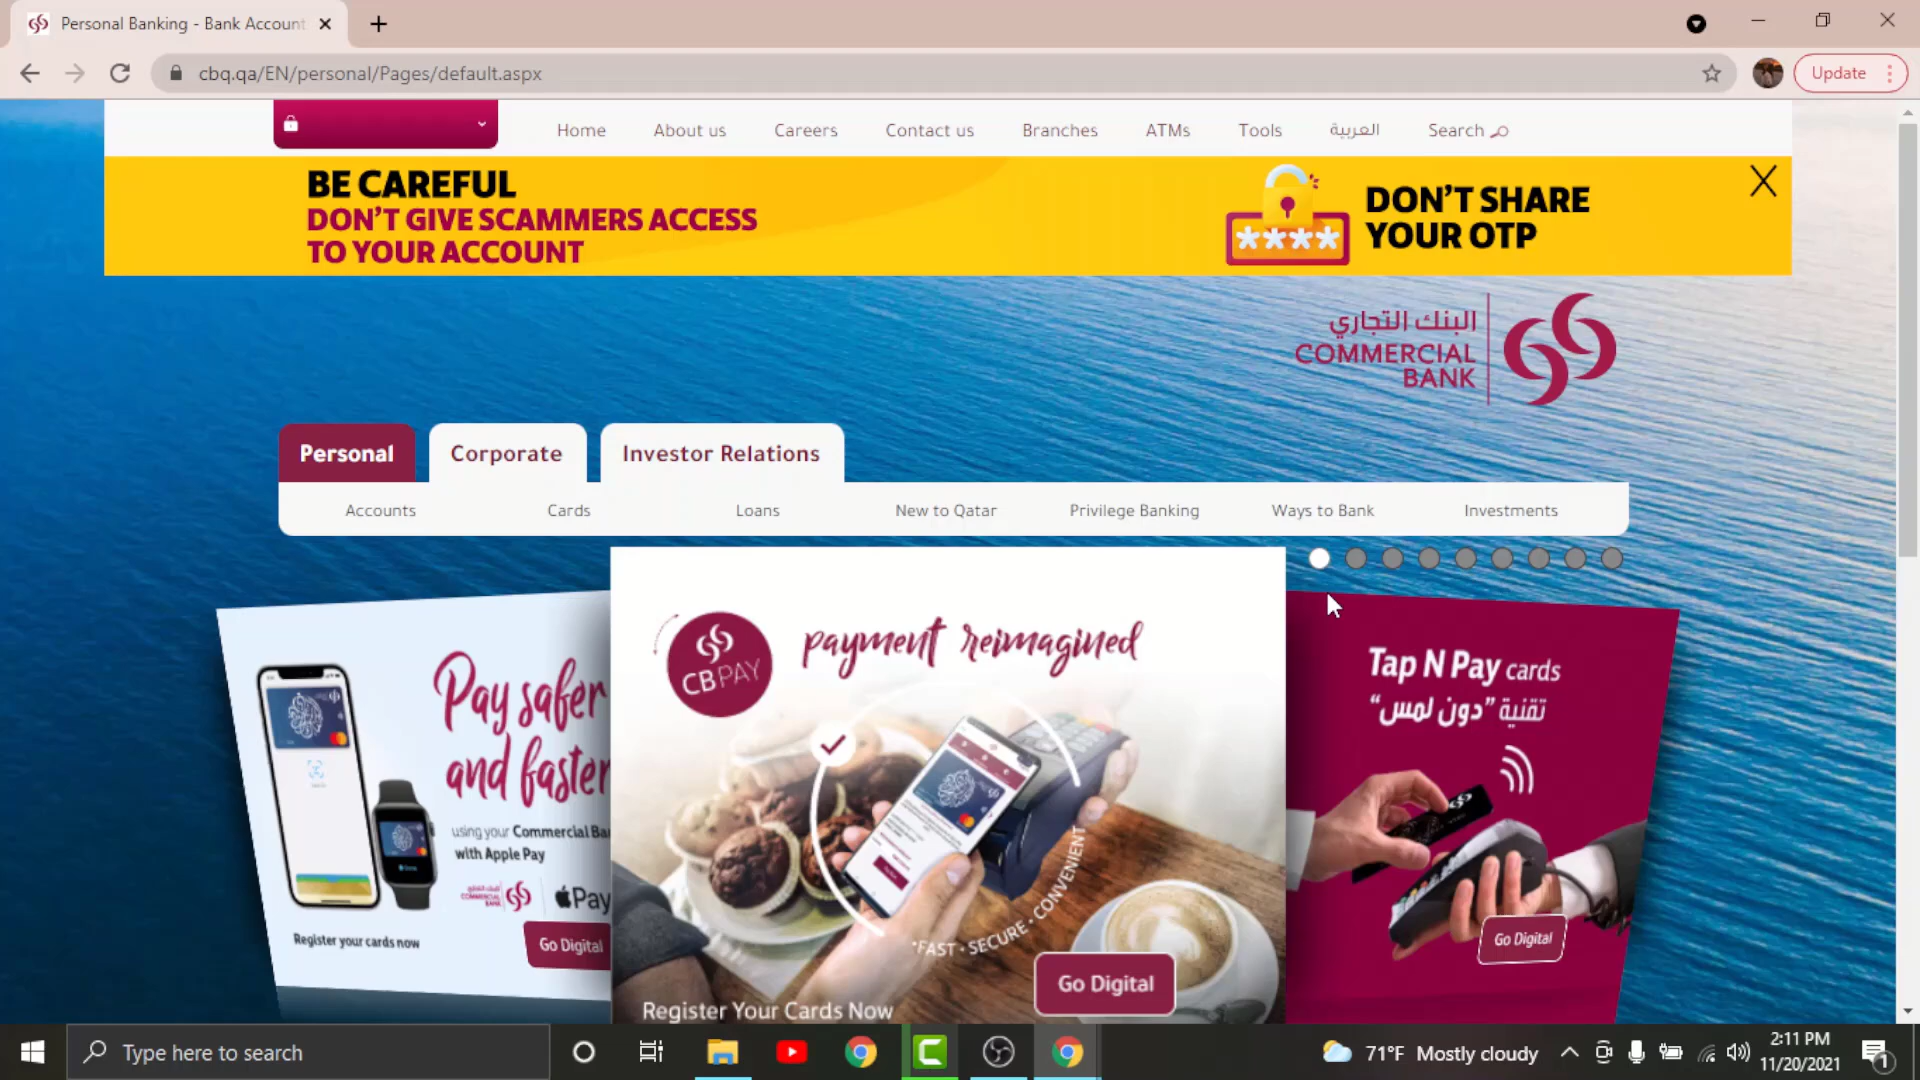 Personal Banking - Bank Account
cbq.qa/EN/personal/Pages/default.aspx
Update
Home
About us
Careers
Contact us
Branches
ATMs
Tools
العربية
Search
BE CAREFUL
DON'T GIVE SCAMMERS ACCESS
TO YOUR ACCOUNT
****
DON'T SHARE
YOUR OTP
البنك التجاري
COMMERCIAL
BANK
Personal
Corporate
Investor Relations
Accounts
Cards
Loans
New to Qatar
Privilege Banking
Ways to Bank
Investments
Pay safer
and faster
using your Commercial Ba
with Apple Pay
البنك التجاري
COMMERCIAL
BANK
Pay
Register your cards now
Go Digital
CB PAY
payment reimagined
FAST · SECURE · CONVENIENT
Register Your Cards Now
Go Digital
Tap N Pay cards
تقنية "دون لمس"
Go Digital
Type here to search
71°F Mostly cloudy
2:11 PM
11/20/2021
1